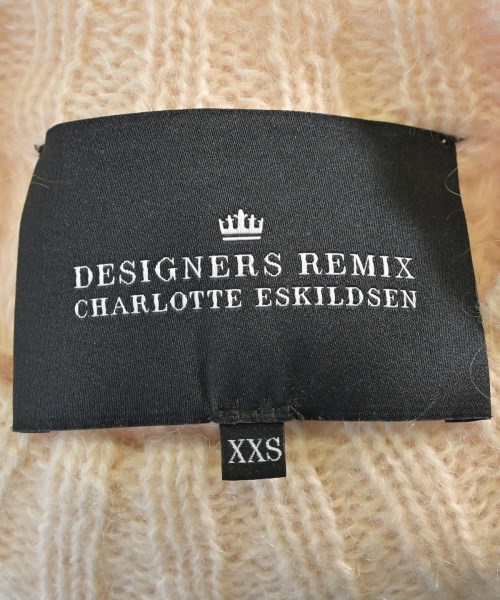 DESIGNERS REMIX
CHARLOTTE ESKILDSEN
XXS